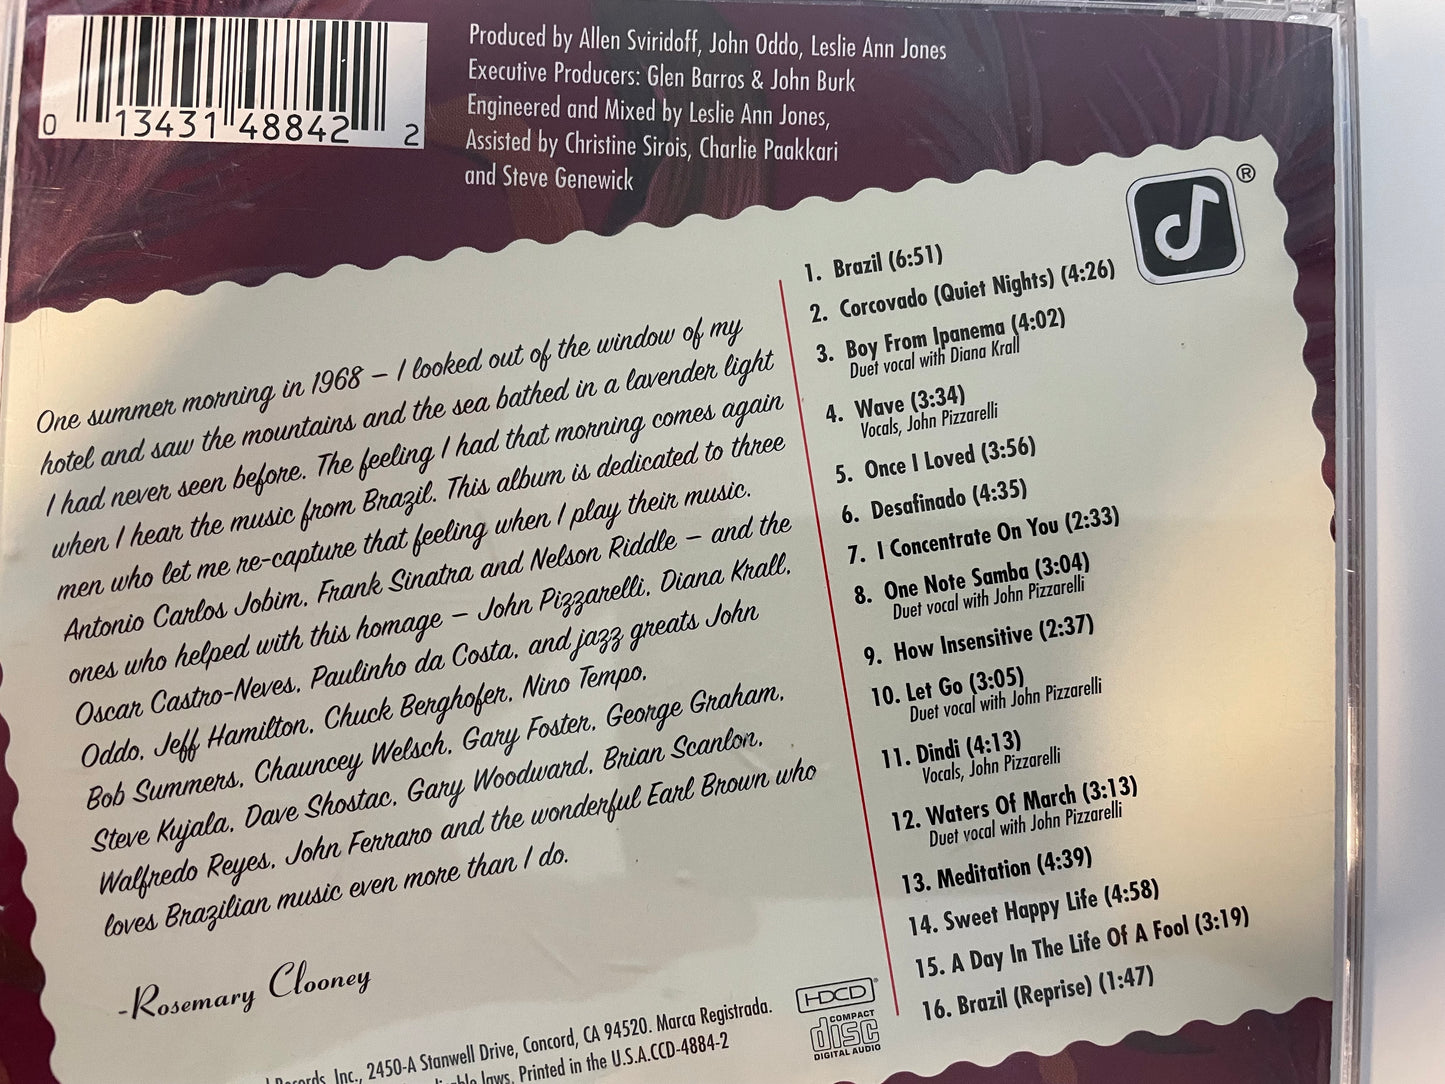 0 13431 48842 2
Produced by Allen Sviridoff, John Oddo, Leslie Ann Jones
Executive Producers: Glen Barros & John Burk
Engineered and Mixed by Leslie Ann Jones,
Assisted by Christine Sirois, Charlie Paakkari
and Steve Genewick
®
One summer morning in 1968 – I looked out of the window of my
hotel and saw the mountains and the sea bathed in a lavender light
I had never seen before. The feeling I had that morning comes again
when I hear the music from Brazil. This album is dedicated to three
men who let me re-capture that feeling when I play their music.
Antonio Carlos Jobim, Frank Sinatra and Nelson Riddle – and the
ones who helped with this homage – John Pizzarelli, Diana Krall,
Oscar Castro-Neves, Paulinho da Costa, and jazz greats John
Oddo, Jeff Hamilton, Chuck Berghofer, Nino Tempo,
Bob Summers, Chauncey Welsch, Gary Foster, George Graham,
Steve Kujala, Dave Shostac, Gary Woodward, Brian Scanlon,
Walfredo Reyes, John Ferraro and the wonderful Earl Brown who
loves Brazilian music even more than I do.
-Rosemary Clooney
1. Brazil (6:51)
2. Corcovado (Quiet Nights) (4:26)
3. Boy From Ipanema (4:02)
Duet vocal with Diana Krall
4. Wave (3:34)
Vocals, John Pizzarelli
5. Once I Loved (3:56)
6. Desafinado (4:35)
7. I Concentrate On You (2:33)
8. One Note Samba (3:04)
Duet vocal with John Pizzarelli
9. How Insensitive (2:37)
10. Let Go (3:05)
Duet vocal with John Pizzarelli
11. Dindi (4:13)
Vocals, John Pizzarelli
12. Waters Of March (3:13)
Duet vocal with John Pizzarelli
13. Meditation (4:39)
14. Sweet Happy Life (4:58)
15. A Day In The Life Of A Fool (3:19)
16. Brazil (Reprise) (1:47)
HDCD®
COMPACT
disc
DIGITAL AUDIO
Records, Inc., 2450-A Stanwell Drive, Concord, CA 94520. Marca Registrada.
laws. Printed in the U.S.A.CCD-4884-2